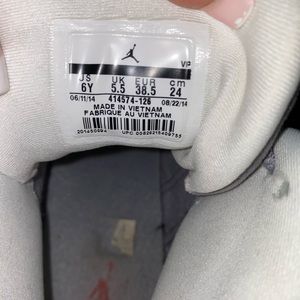 VP
US UK EUR cm
6Y 5.5 38.5 24
06/11/14 414574-126 08/22/14
MADE IN VIETNAM
FABRIQUE AU VIETNAM